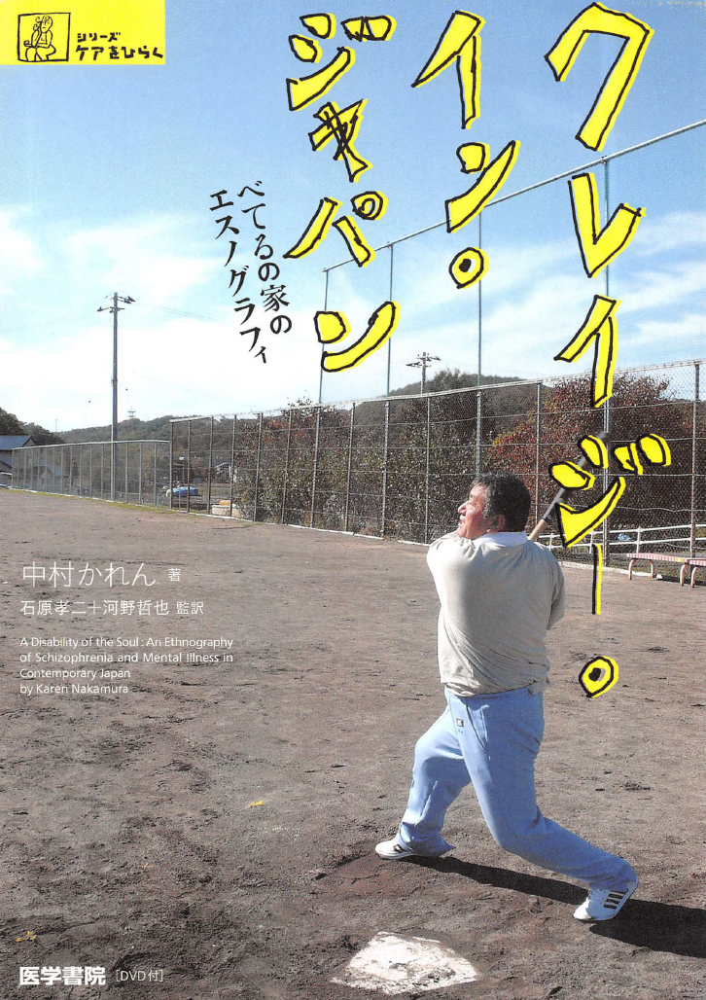 シリーズ
ケアをひらく
クレイジー・
イン・
ジャパン
べてるの家の
エスノグラフィ
中村かれん 著
石原孝二+河野哲也 監訳
A Disability of the Soul : An Ethnography
of Schizophrenia and Mental Illness in
Contemporary Japan
by Karen Nakamura
医学書院 [DVD付]